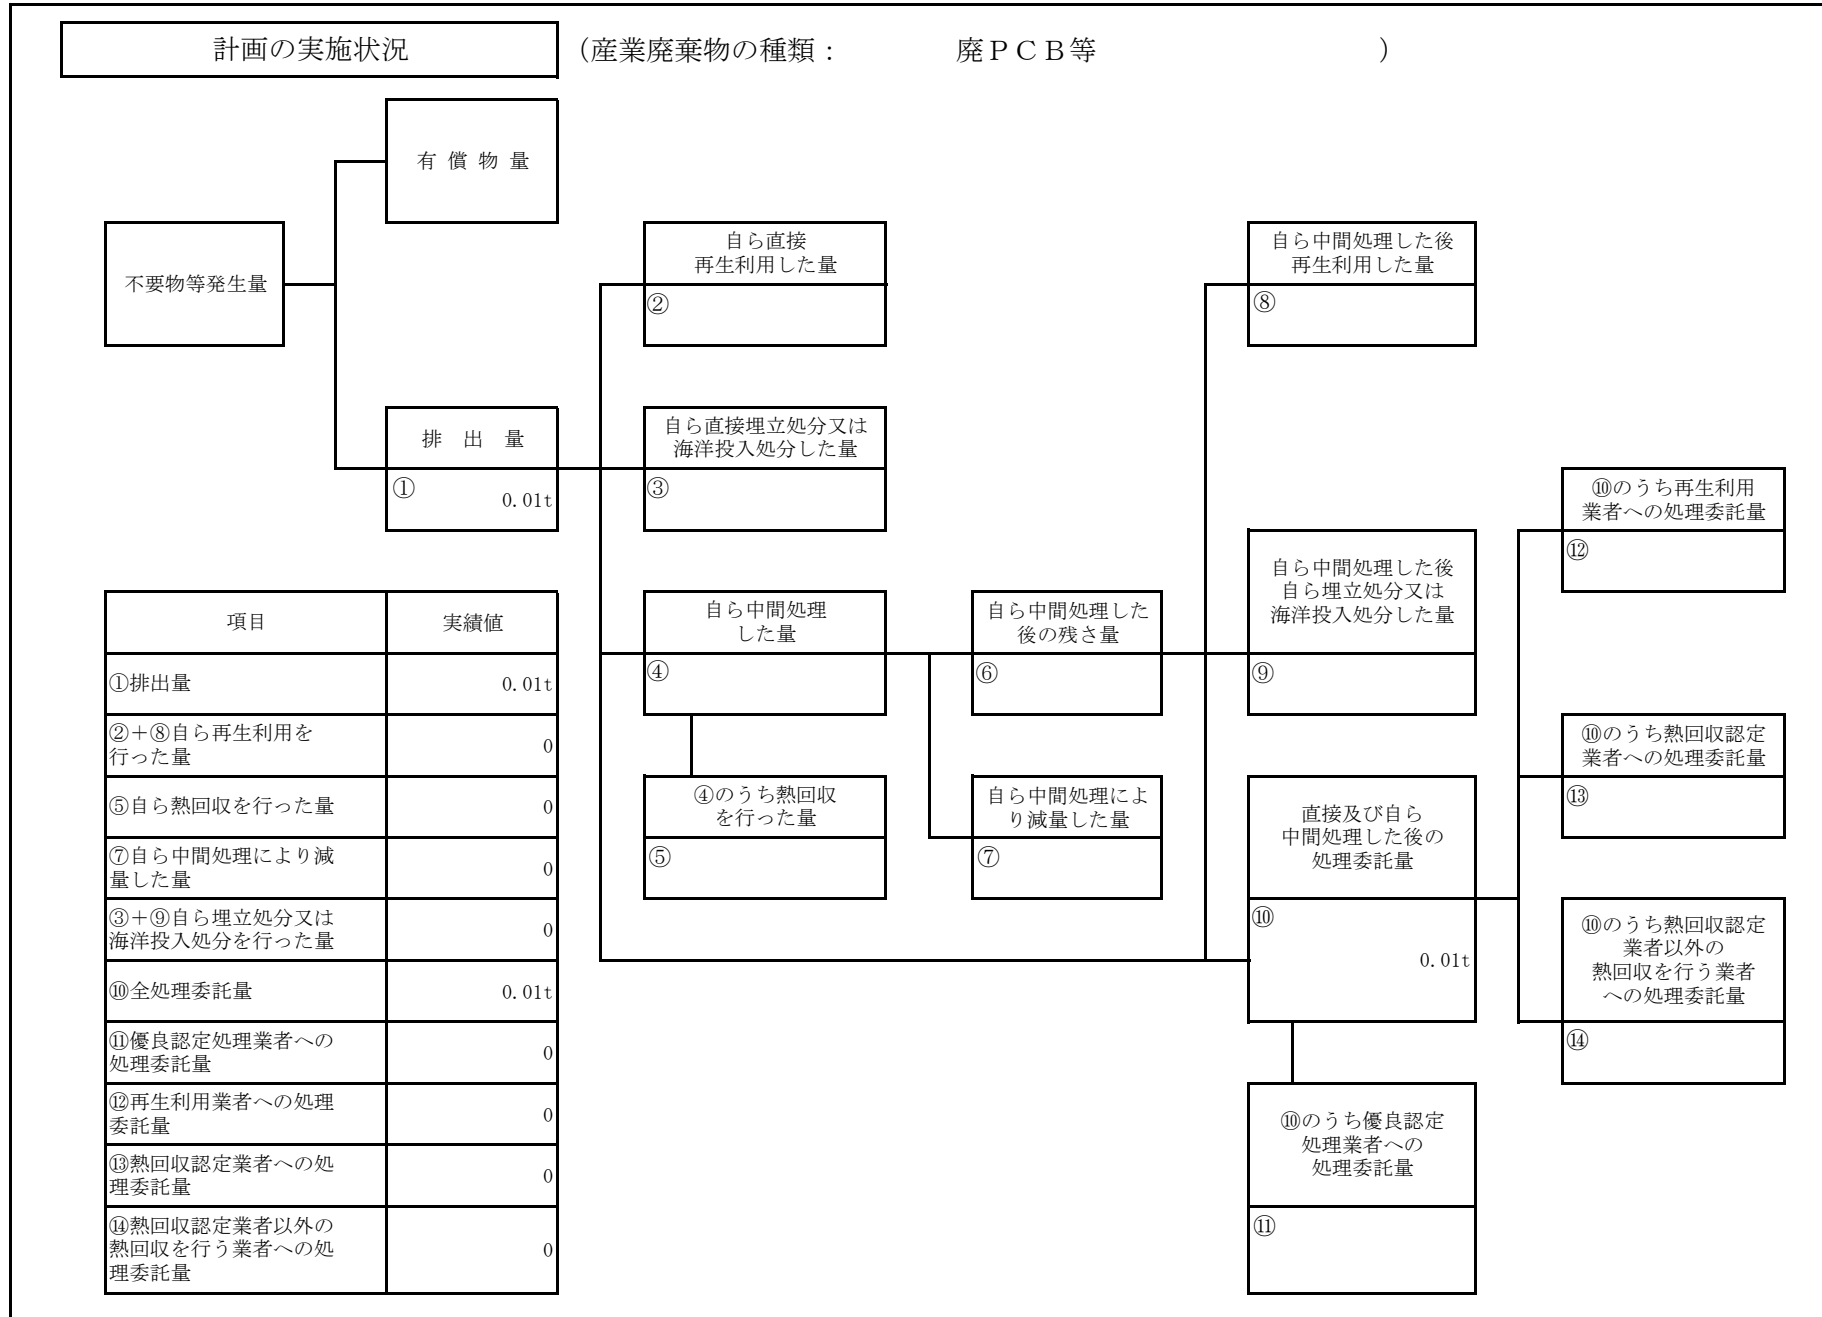 計画の実施状況
（産業廃棄物の種類： 廃ＰＣＢ等 ）
有 償 物 量
不要物等発生量
自ら直接
再生利用した量
②
自ら中間処理した後
再生利用した量
⑧
排 出 量
① 0.01t
自ら直接埋立処分又は
海洋投入処分した量
③
⑩のうち再生利用
業者への処理委託量
⑫
自ら中間処理
した量
④
自ら中間処理した
後の残さ量
⑥
自ら中間処理した後
自ら埋立処分又は
海洋投入処分した量
⑨
⑩のうち熱回収認定
業者への処理委託量
⑬
④のうち熱回収
を行った量
⑤
自ら中間処理によ
り減量した量
⑦
直接及び自ら
中間処理した後の
処理委託量
⑩
0.01t
⑩のうち熱回収認定
業者以外の
熱回収を行う業者
への処理委託量
⑭
⑩のうち優良認定
処理業者への
処理委託量
⑪
項目 実績値
①排出量 0.01t
②＋⑧自ら再生利用を
行った量 0
⑤自ら熱回収を行った量 0
⑦自ら中間処理により減
量した量 0
③＋⑨自ら埋立処分又は
海洋投入処分を行った量 0
⑩全処理委託量 0.01t
⑪優良認定処理業者への
処理委託量 0
⑫再生利用業者への処理
委託量 0
⑬熱回収認定業者への処
理委託量 0
⑭熱回収認定業者以外の
熱回収を行う業者への処
理委託量 0